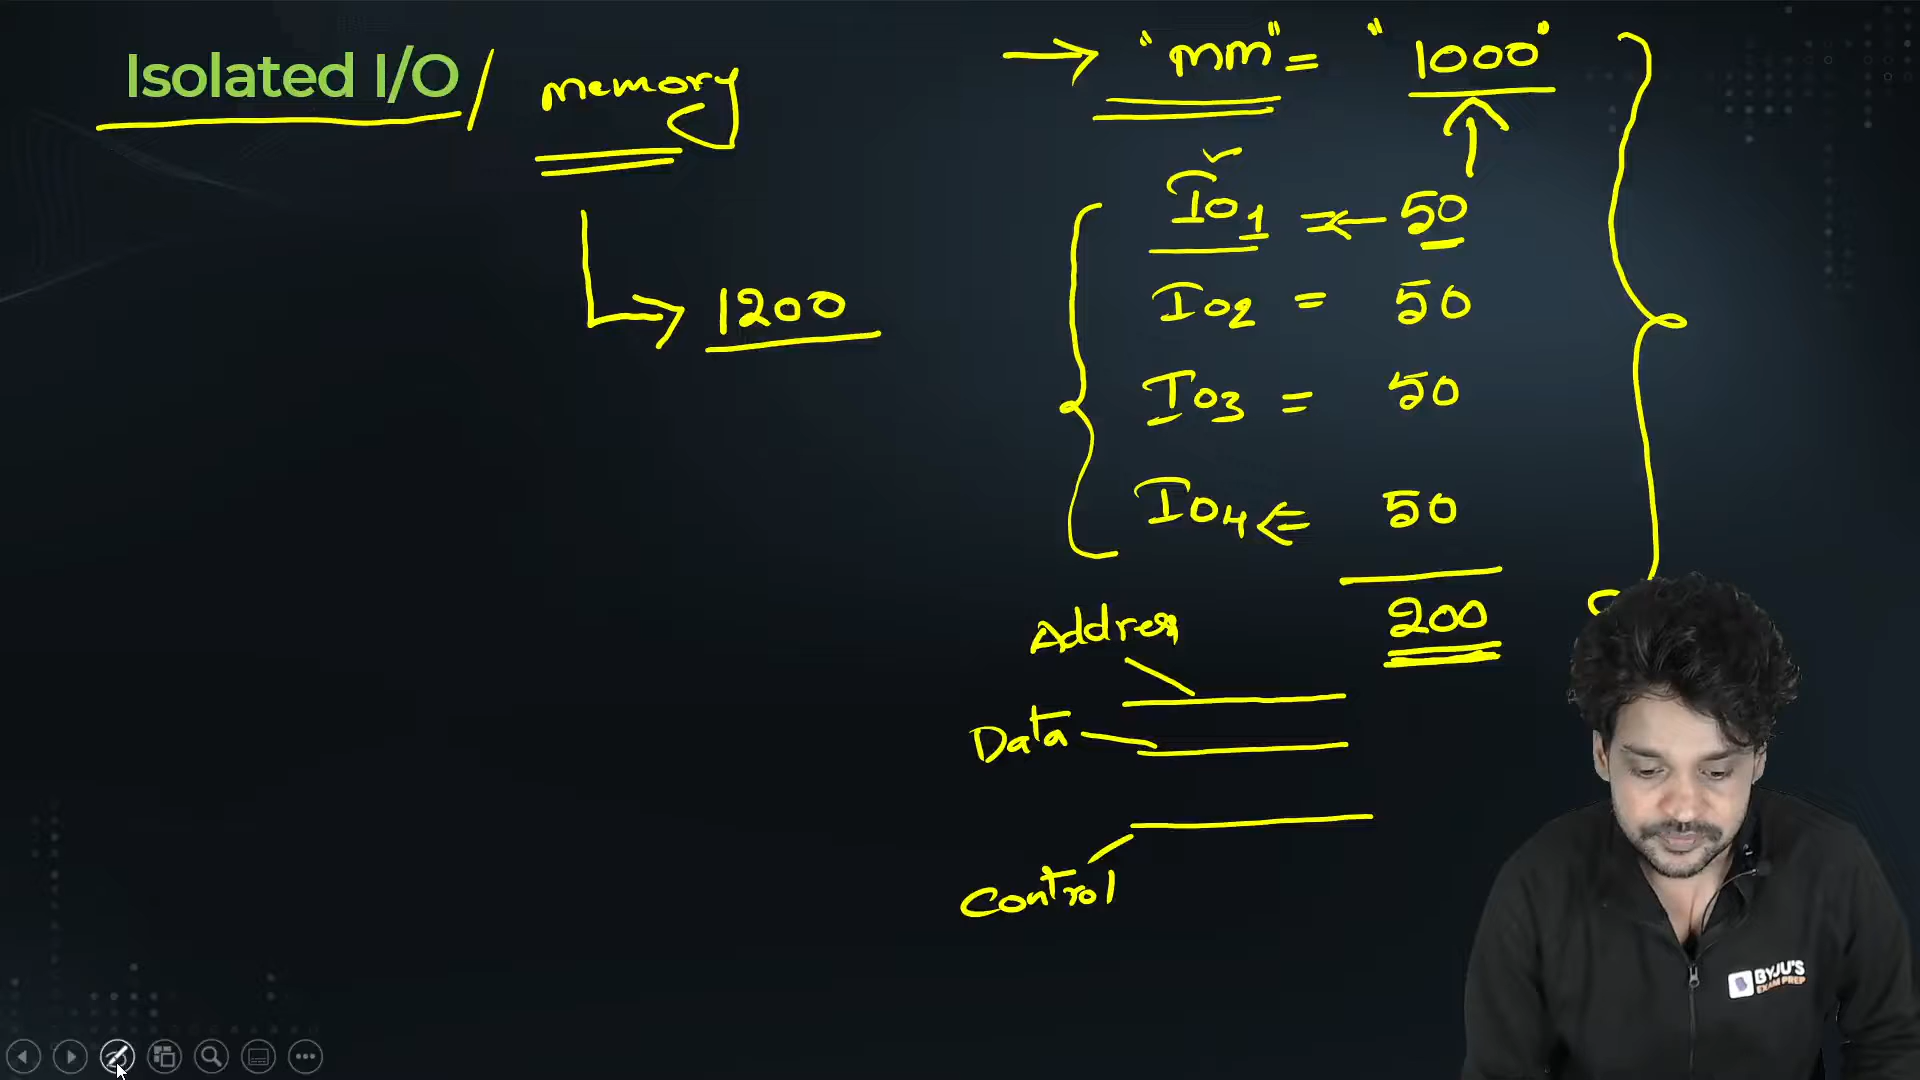 Isolated I/O / memory
→ "mm" = "1000"
IO1 = 50
IO2 = 50
1200
IO3 = 50
IO4 = 50
200
Address
Data
Control
BYJU'S
EXAM PREP